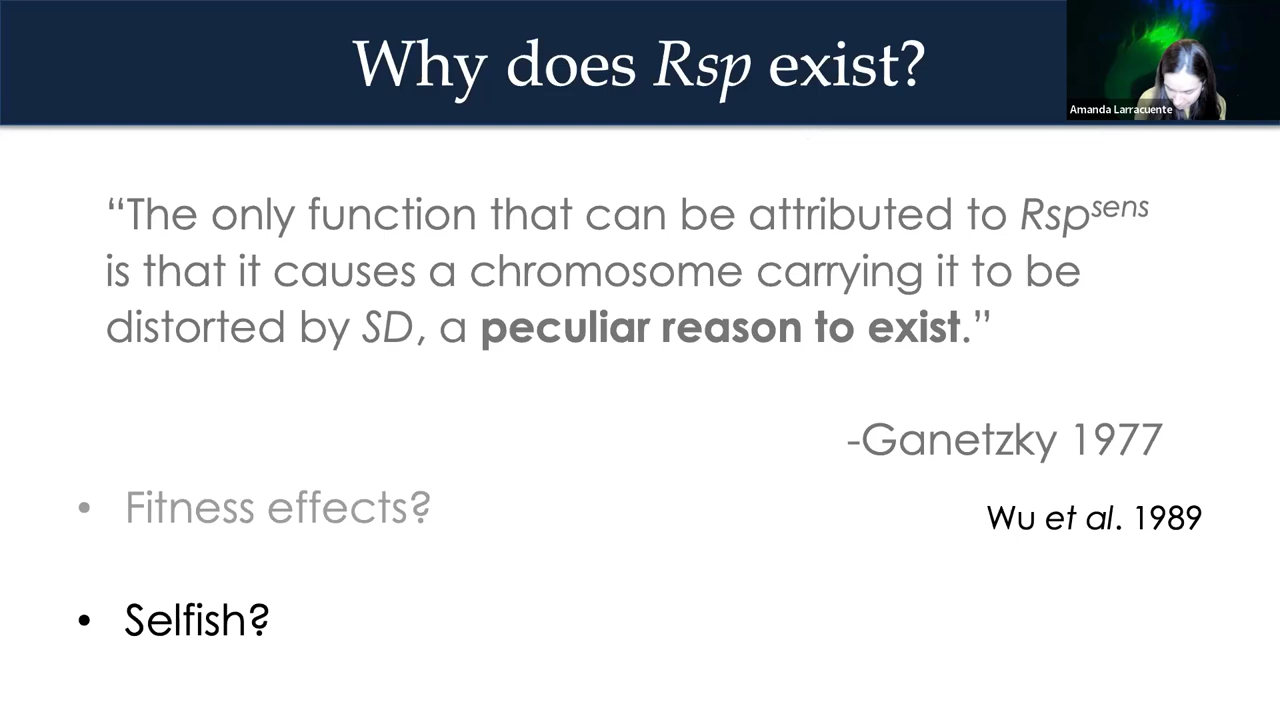 Why does Rsp exist?
Amanda Larracuente
“The only function that can be attributed to Rspsens
is that it causes a chromosome carrying it to be
distorted by SD, a peculiar reason to exist.”
-Ganetzky 1977
• Fitness effects?
Wu et al. 1989
• Selfish?